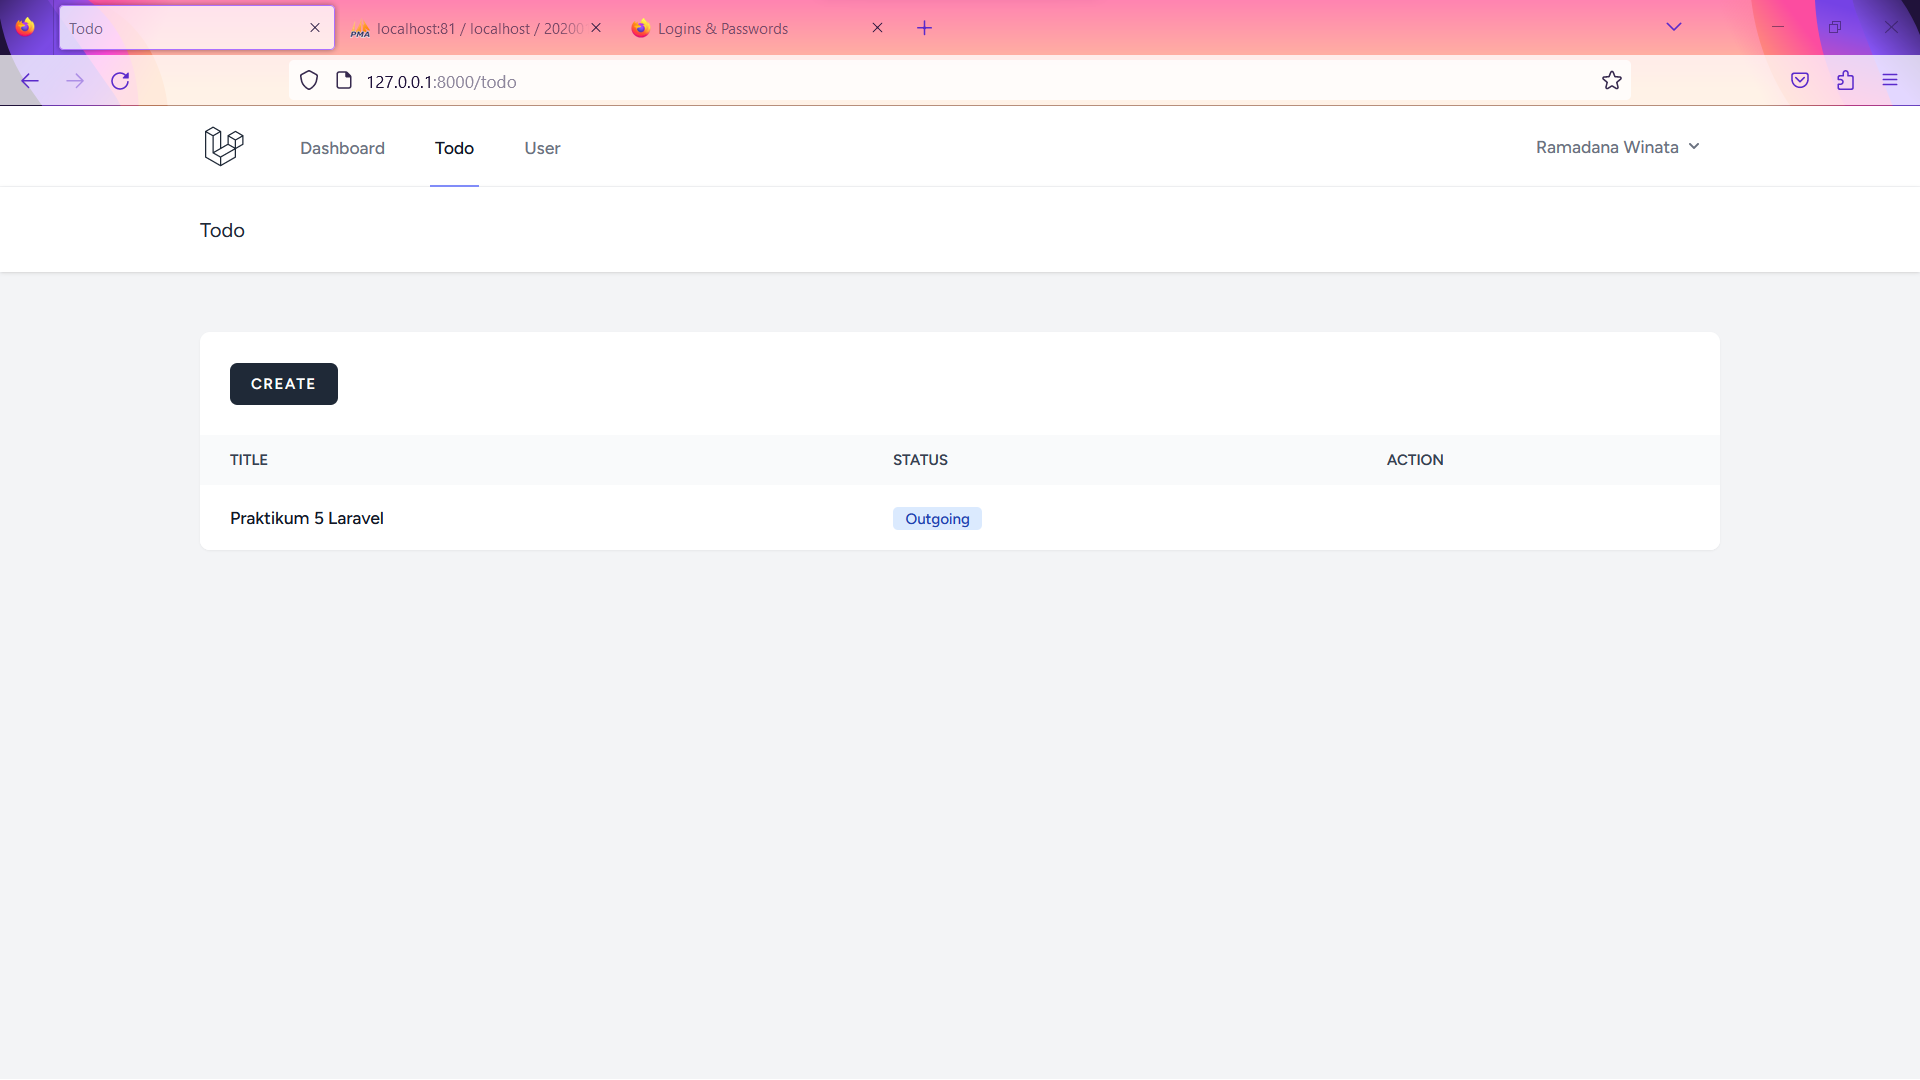 Todo
PMA
localhost:81 / localhost / 20200
Logins & Passwords
127.0.0.1:8000/todo
Dashboard
Todo
User
Ramadana Winata
Todo
CREATE
TITLE
STATUS
ACTION
Praktikum 5 Laravel
Outgoing